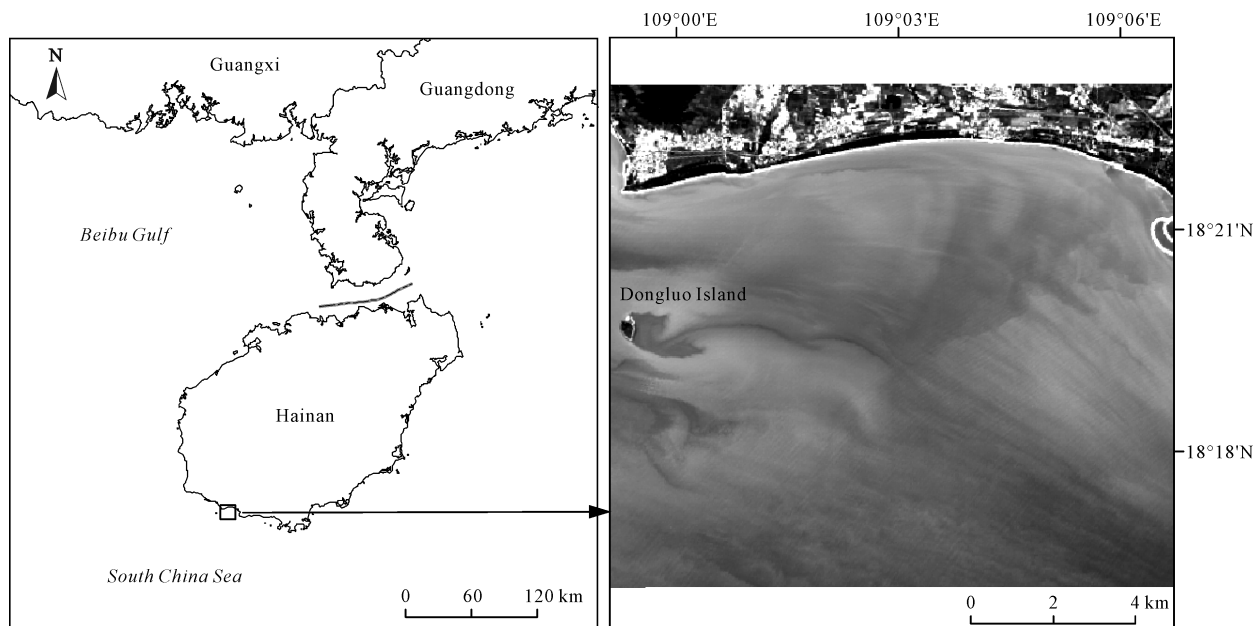 109°00'E 109°03'E 109°06'E
N
Guangxi
Guangdong
Beibu Gulf
18°21'N
Dongluo Island
Hainan
18°18'N
South China Sea
0 60 120 km
0 2 4 km